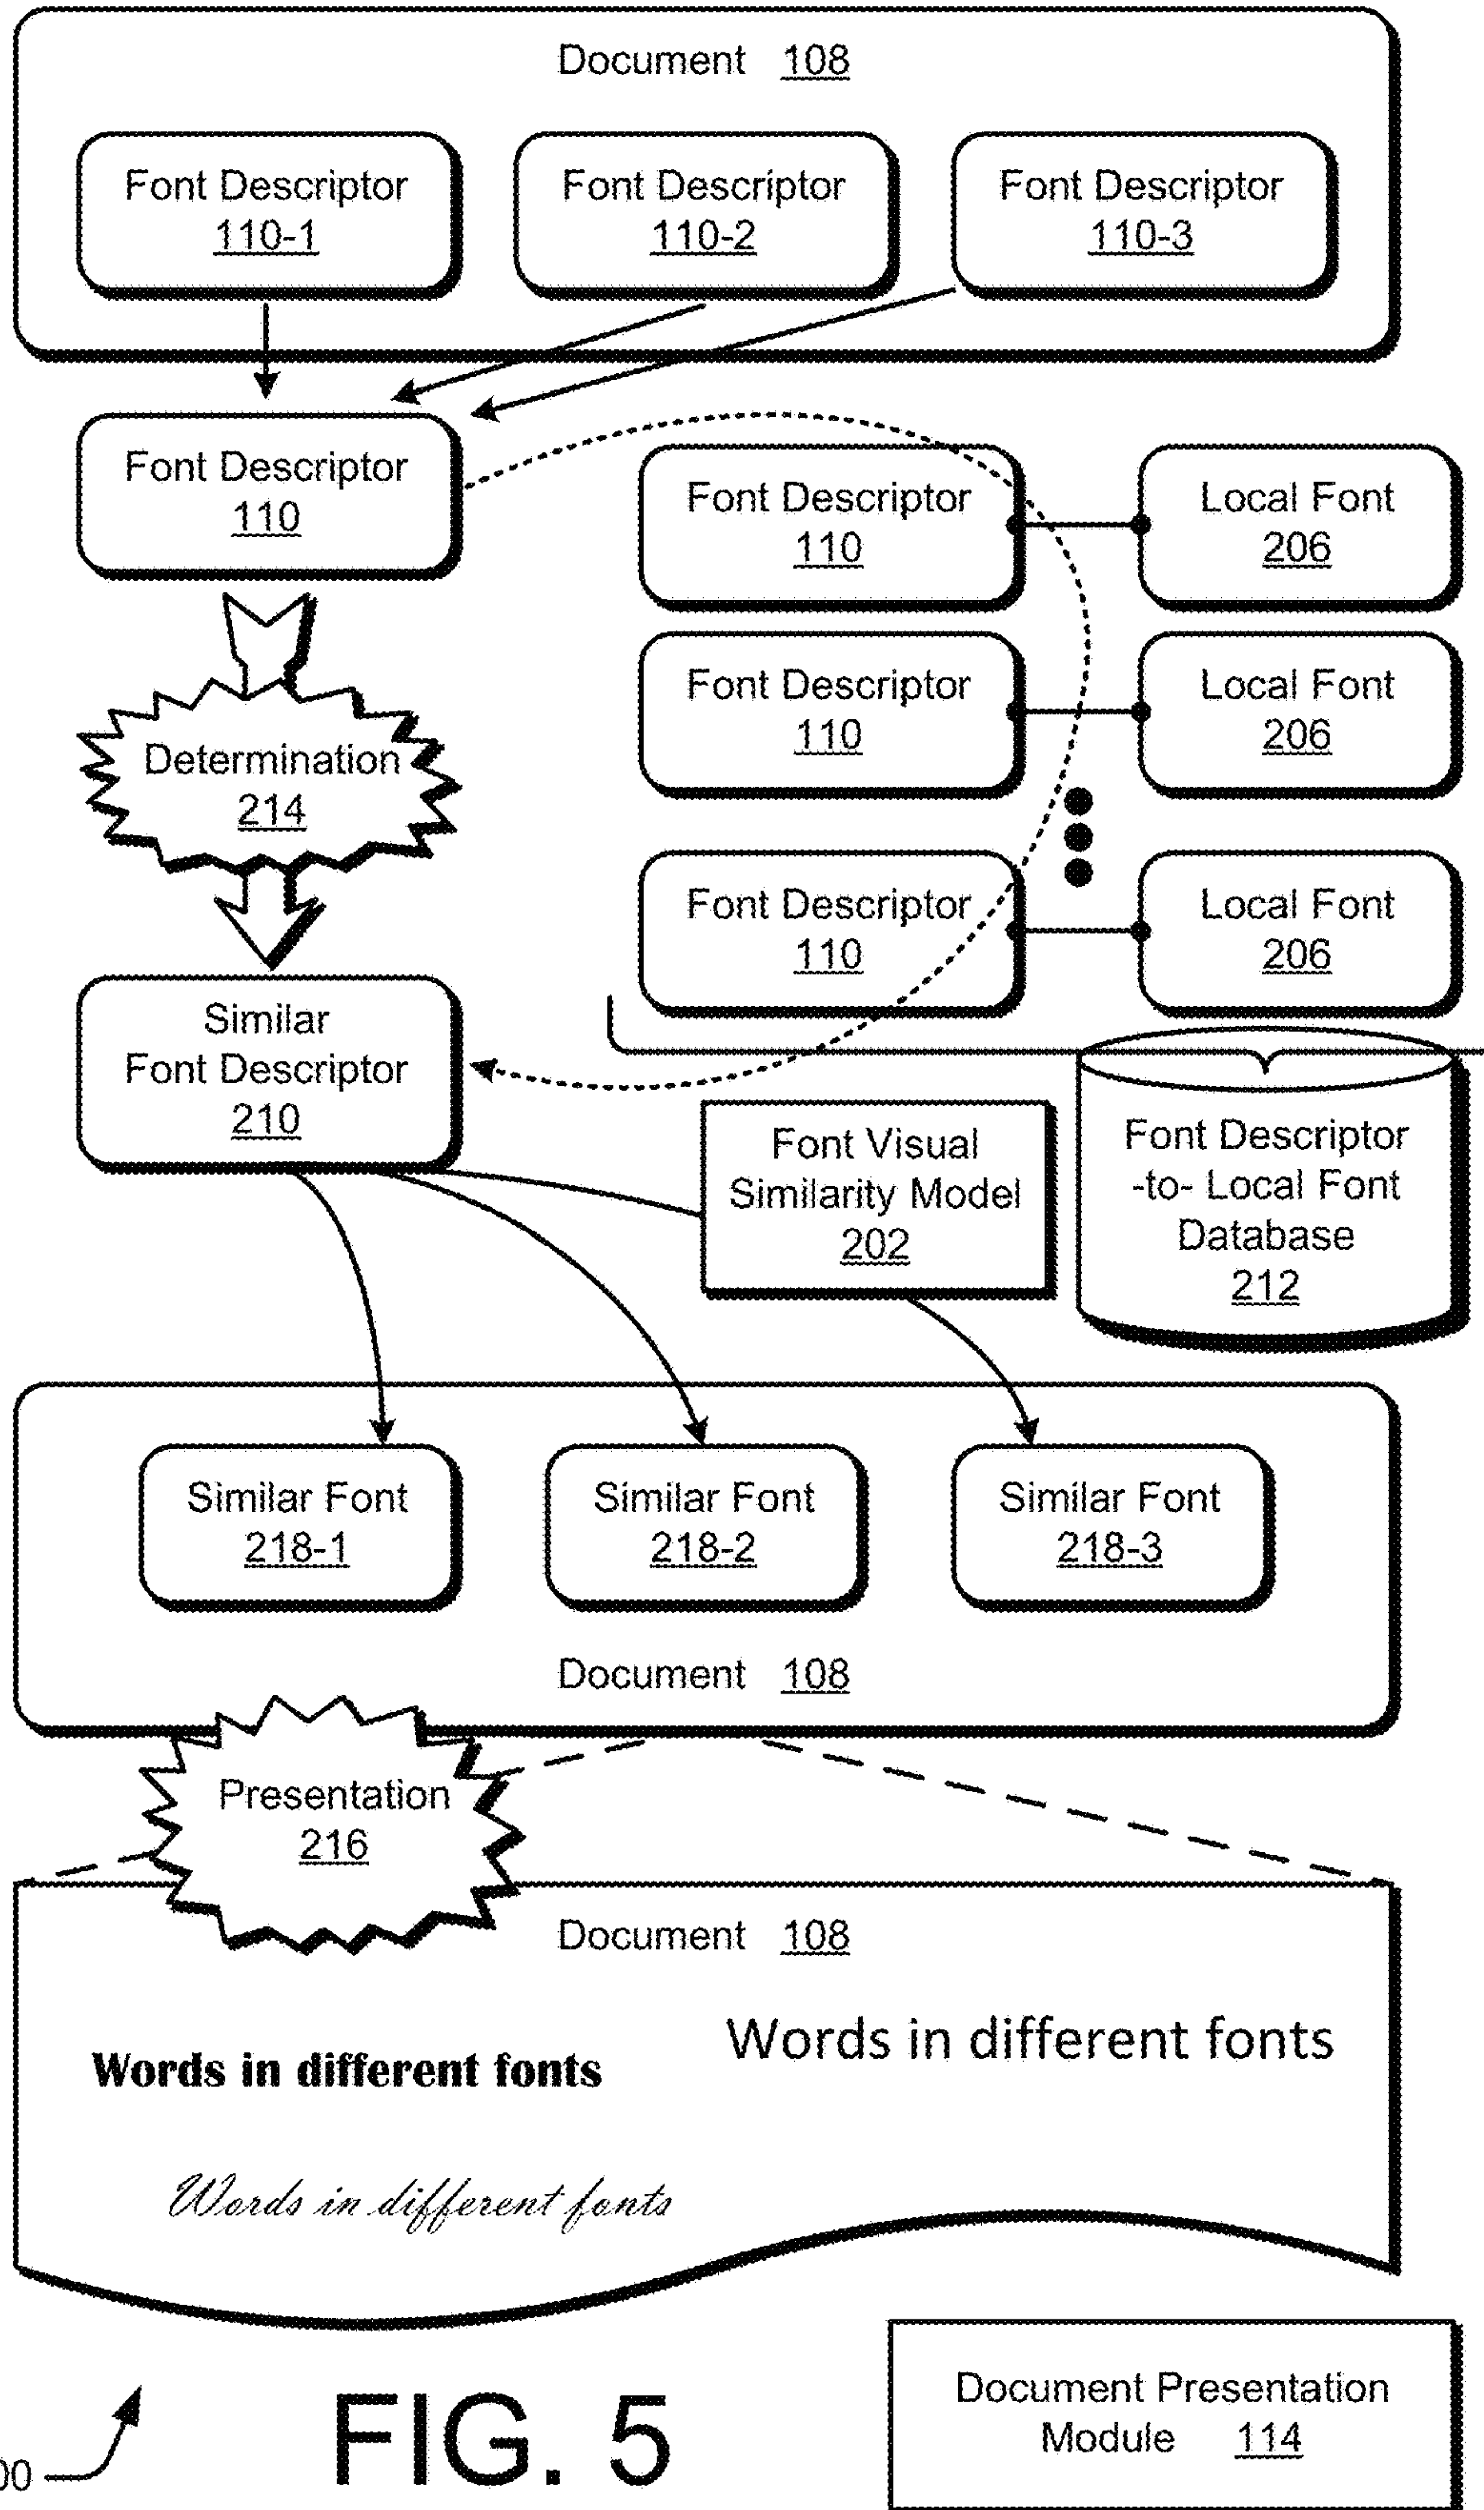 Document 108
Font Descriptor
110-1
Font Descriptor
110-2
Font Descriptor
110-3
Font Descriptor
110
Font Descriptor
110
Local Font
206
Font Descriptor
110
Local Font
206
Determination
214
Font Descriptor
110
Local Font
206
Similar
Font Descriptor
210
Font Visual
Similarity Model
202
Font Descriptor
-to- Local Font
Database
212
Similar Font
218-1
Similar Font
218-2
Similar Font
218-3
Document 108
Presentation
216
Document 108
Words in different fonts
Words in different fonts
Words in different fonts
Document Presentation
Module 114
FIG. 5